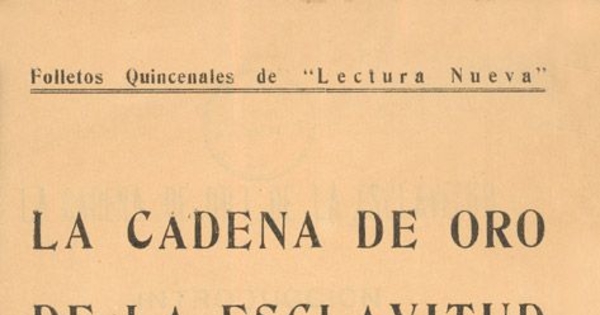 Folletos Quincenales de "Lectura Nueva"
LA CADENA DE ORO
DE LA ESCLAVITUD